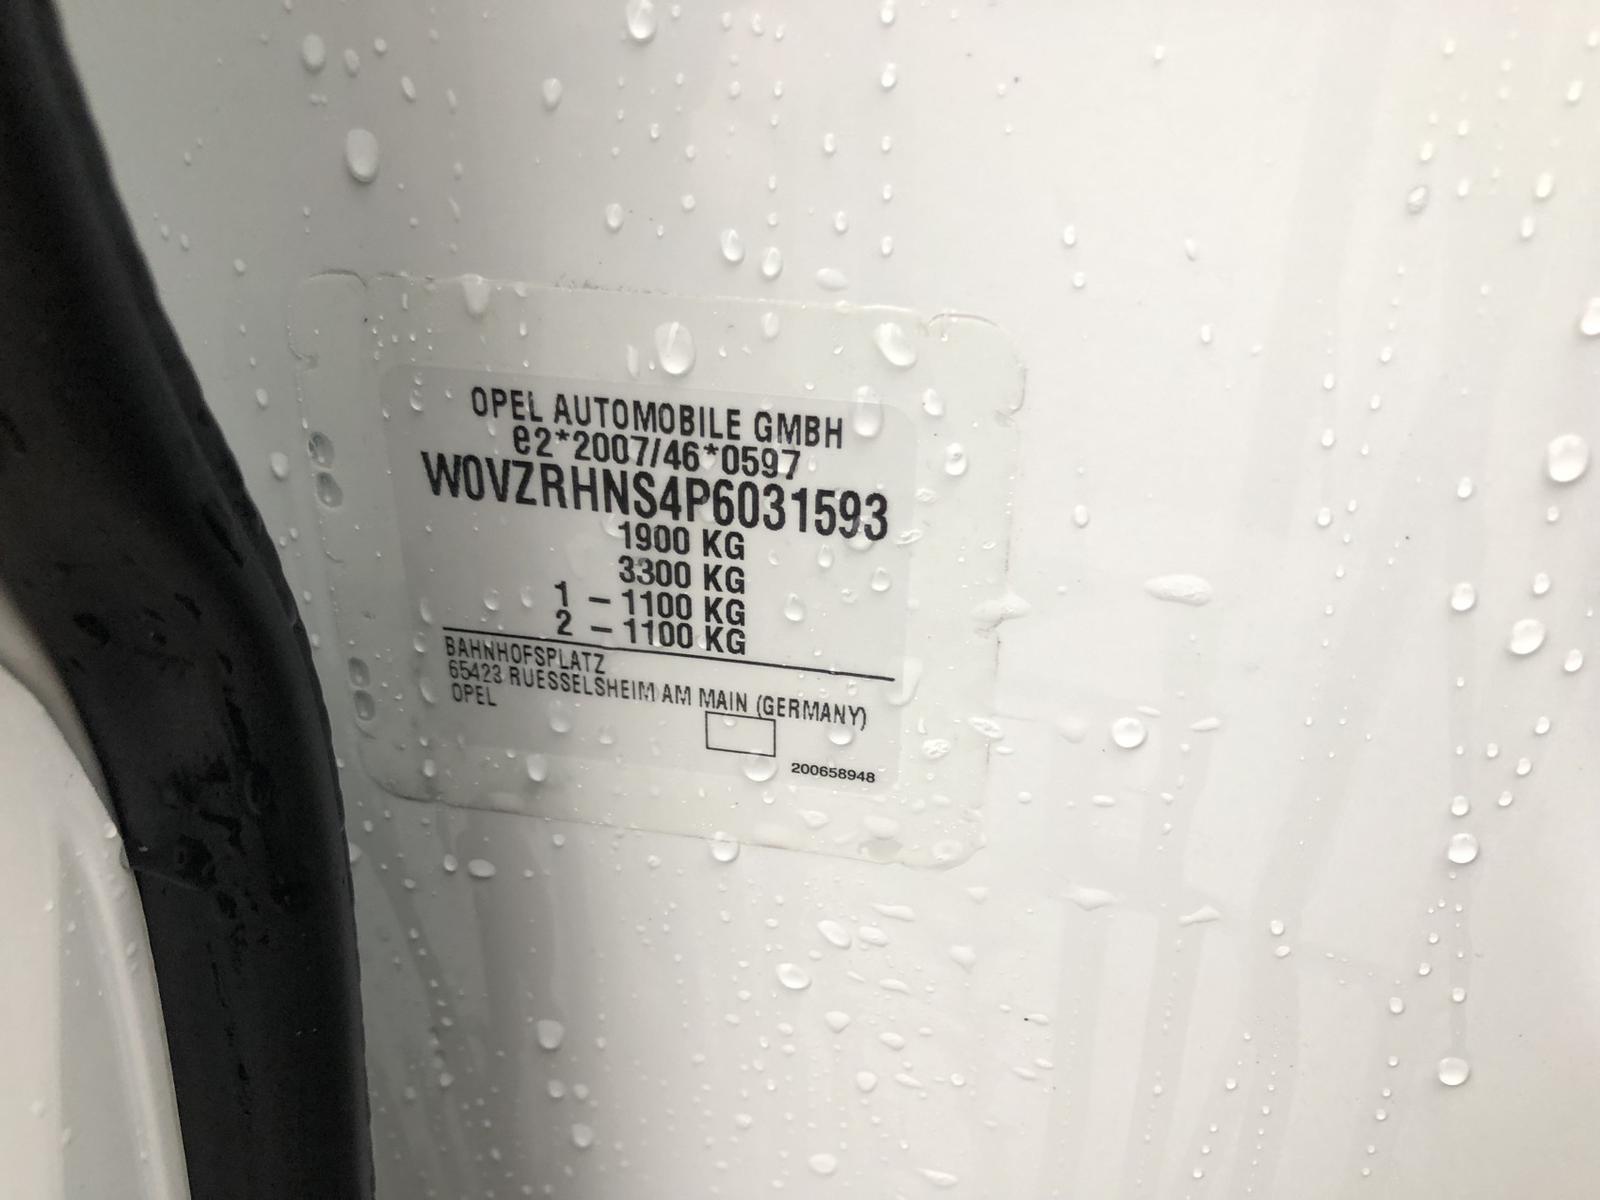 OPEL AUTOMOBILE GMBH
e2*2007/46*0597
W0VZRHNS4P6031593
1900 KG
3300 KG
1 – 1100 KG
2 – 1100 KG
BAHNHOFSPLATZ
65423 RUESSELSHEIM AM MAIN (GERMANY)
OPEL
200658948